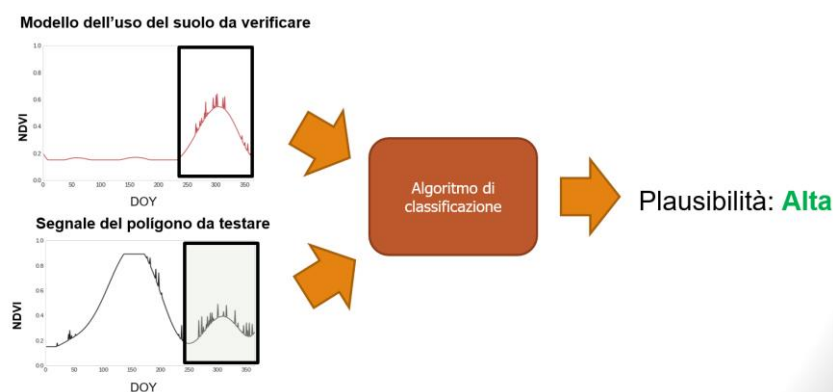 Modello dell'uso del suolo da verificare
1.0
0.8
0.6
0.4
0.2
0.0
NDVI
0 50 100 150 200 250 300 350
DOY
Segnale del polígono da testare
1.0
0.8
0.6
0.4
0.2
0.0
NDVI
0 50 100 150 200 250 300 350
DOY
Algoritmo di
classificazione
Plausibilità: Alta